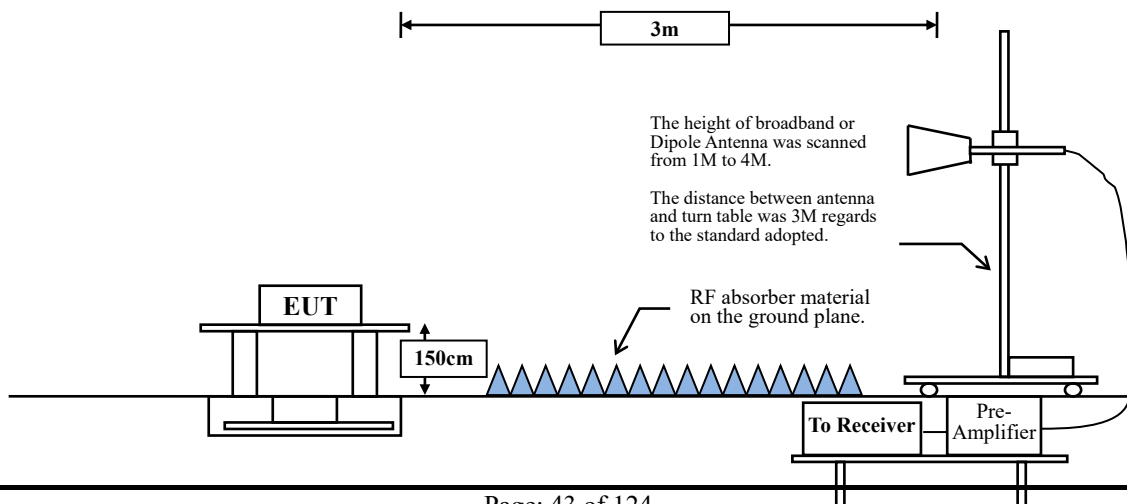 3m
The height of broadband or
Dipole Antenna was scanned
from 1M to 4M.
The distance between antenna
and turn table was 3M regards
to the standard adopted.
EUT
RF absorber material
on the ground plane.
150cm
To Receiver
Pre-
Amplifier
Page: 43 of 124